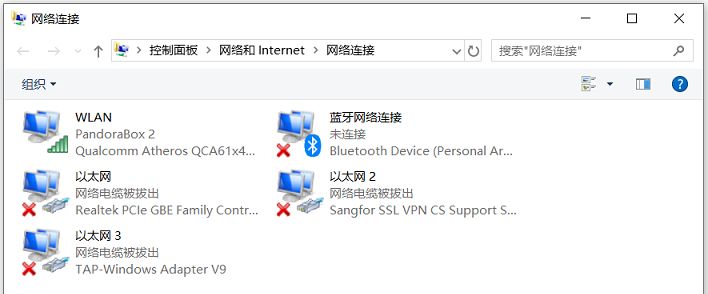 网络连接
控制面板 网络和 Internet 网络连接
搜索"网络连接"
组织
WLAN
PandoraBox 2
Qualcomm Atheros QCA61x4...
蓝牙网络连接
未连接
Bluetooth Device (Personal Ar...
以太网
网络电缆被拔出
Realtek PCIe GBE Family Contr...
以太网 2
网络电缆被拔出
Sangfor SSL VPN CS Support S...
以太网 3
网络电缆被拔出
TAP-Windows Adapter V9